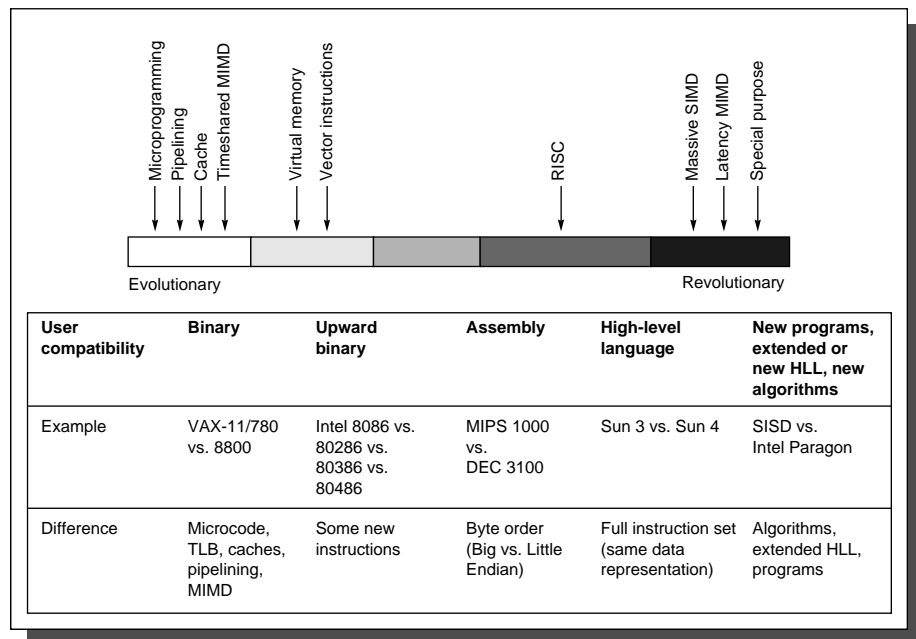 Microprogramming
Pipelining
Cache
Timeshared MIMD
Virtual memory
Vector instructions
RISC
Massive SIMD
Latency MIMD
Special purpose
Evolutionary
Revolutionary
User
compatibility
Binary
Upward
binary
Assembly
High-level
language
New programs,
extended or
new HLL, new
algorithms
Example
VAX-11/780
vs. 8800
Intel 8086 vs.
80286 vs.
80386 vs.
80486
MIPS 1000
vs.
DEC 3100
Sun 3 vs. Sun 4
SISD vs.
Intel Paragon
Difference
Microcode,
TLB, caches,
pipelining,
MIMD
Some new
instructions
Byte order
(Big vs. Little
Endian)
Full instruction set
(same data
representation)
Algorithms,
extended HLL,
programs